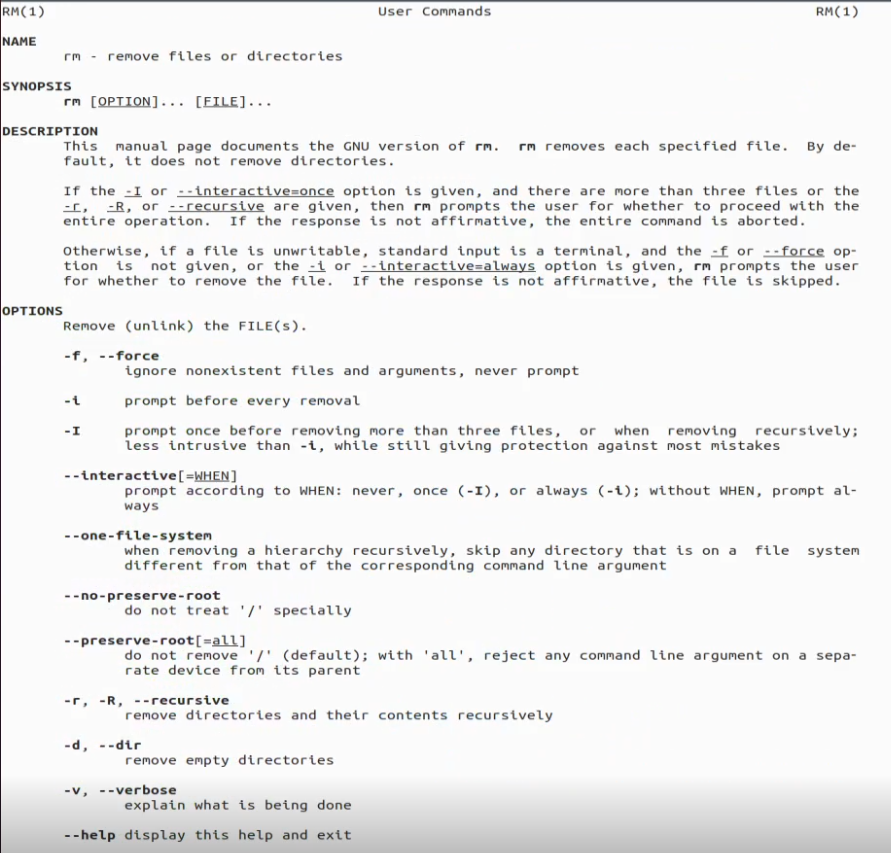 RM(1) User Commands RM(1)
NAME
rm - remove files or directories
SYNOPSIS
rm [OPTION]... [FILE]...
DESCRIPTION
This manual page documents the GNU version of rm. rm removes each specified file. By de-
fault, it does not remove directories.
If the -I or --interactive=once option is given, and there are more than three files or the
-r, -R, or --recursive are given, then rm prompts the user for whether to proceed with the
entire operation. If the response is not affirmative, the entire command is aborted.
Otherwise, if a file is unwritable, standard input is a terminal, and the -f or --force op-
tion is not given, or the -i or --interactive=always option is given, rm prompts the user
for whether to remove the file. If the response is not affirmative, the file is skipped.
OPTIONS
Remove (unlink) the FILE(s).
-f, --force
ignore nonexistent files and arguments, never prompt
-i prompt before every removal
-I prompt once before removing more than three files, or when removing recursively;
less intrusive than -i, while still giving protection against most mistakes
--interactive[=WHEN]
prompt according to WHEN: never, once (-I), or always (-i); without WHEN, prompt al-
ways
--one-file-system
when removing a hierarchy recursively, skip any directory that is on a file system
different from that of the corresponding command line argument
--no-preserve-root
do not treat '/' specially
--preserve-root[=all]
do not remove '/' (default); with 'all', reject any command line argument on a sepa-
rate device from its parent
-r, -R, --recursive
remove directories and their contents recursively
-d, --dir
remove empty directories
-v, --verbose
explain what is being done
--help display this help and exit